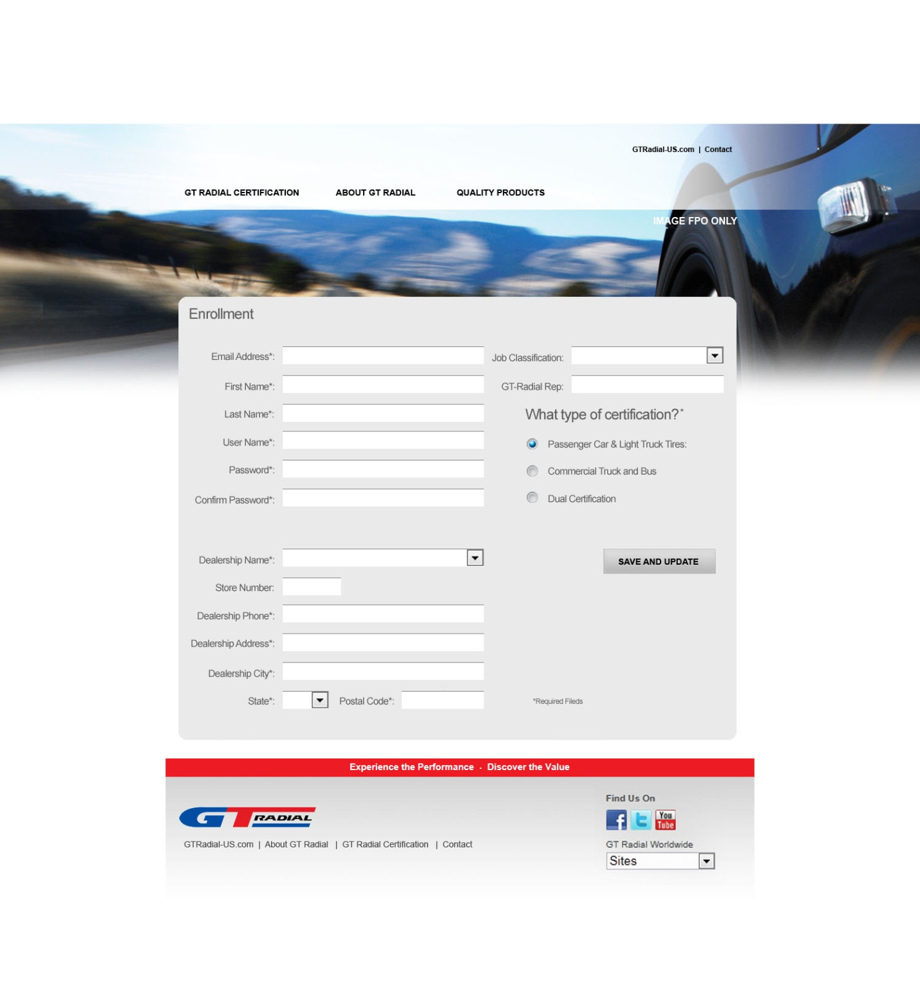 GTRadial-US.com | Contact
GT RADIAL CERTIFICATION ABOUT GT RADIAL QUALITY PRODUCTS
IMAGE FPO ONLY
Enrollment
Email Address*:
First Name*:
Last Name*:
User Name*:
Password*:
Confirm Password*:
Job Classification:
GT-Radial Rep:
What type of certification?*
Passenger Car & Light Truck Tires:
Commercial Truck and Bus
Dual Certification
Dealership Name*:
Store Number:
Dealership Phone*:
Dealership Address*:
Dealership City*:
State*: Postal Code*:
SAVE AND UPDATE
*Required Fileds
Experience the Performance - Discover the Value
GT RADIAL
GTRadial-US.com | About GT Radial | GT Radial Certification | Contact
Find Us On
f t You Tube
GT Radial Worldwide
Sites